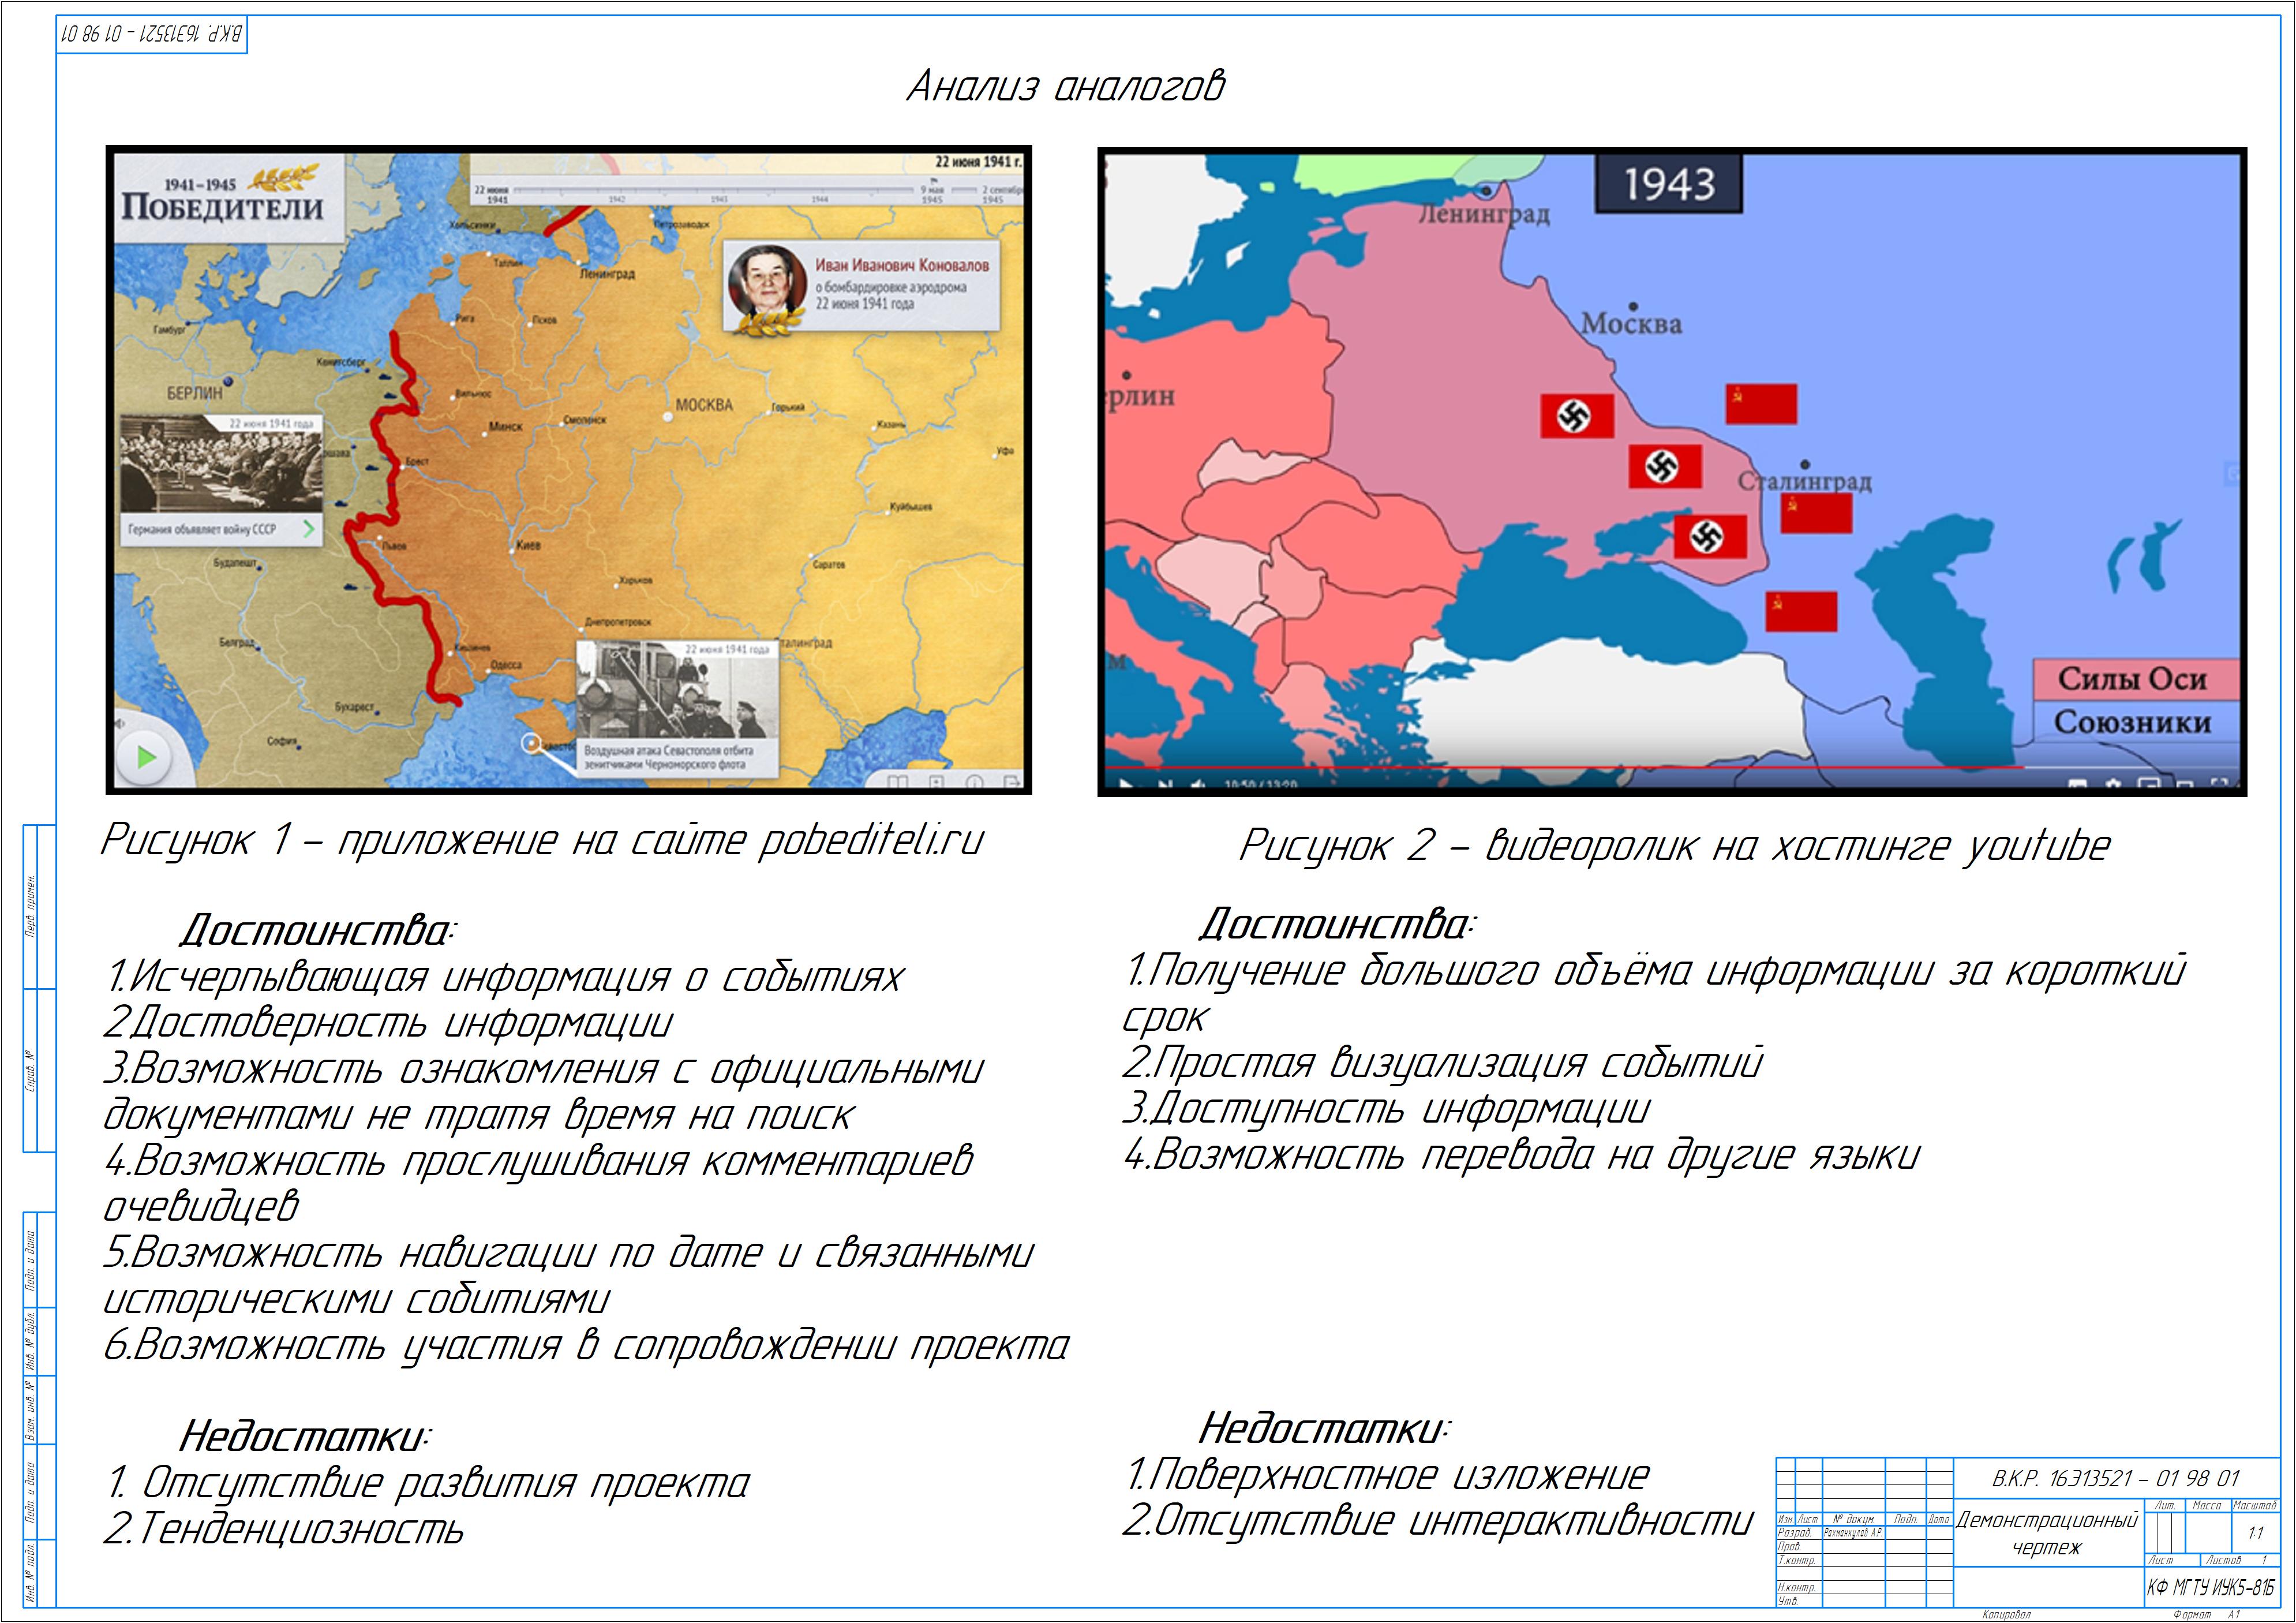 В.К.Р. 16Э13521 - 01 98 01
Анализ аналогов
1941-1945
ПОБЕДИТЕЛИ
22 июня 1941 г.
22 июня
1941
1942
1943
1944
9 мая
1945
2 сентябр
1945
Хельсинки
Петрозаводск
Таллин
Ленинград
Иван Иванович Коновалов
о бомбардировке аэродрома
22 июня 1941 года
Рига
Псков
Гамбург
Кенигсберг
БЕРЛИН
Вильнюс
МОСКВА
Горький
Смоленск
Минск
Казань
22 июня 1941 года
ршава
Брест
Уфа
Куйбышев
Германия объявляет войну СССР
Львов
Киев
Будапешт
Саратов
Харьков
Днепропетровск
Белград
Кишинев
22 июня 1941 года
талинград
Одесса
Бухарест
София
Воздушная атака Севастополя отбита
зенитчиками Черноморского флота
1943
Ленинград
Москва
ерлин
Сталинград
м
Силы Оси
Союзники
10:50 / 13:20
Рисунок 1 – приложение на сайте pobediteli.ru
Достоинства:
1.Исчерпывающая информация о событиях
2Достоверность информации
3.Возможность ознакомления с официальными
документами не тратя время на поиск
4.Возможность прослушивания комментариев
очевидцев
5.Возможность навигации по дате и связанными
историческими событиями
6.Возможность участия в сопровождении проекта
Недостатки:
1. Отсутствие развития проекта
2.Тенденциозность
Рисунок 2 – видеоролик на хостинге youtube
Достоинства:
1.Получение большого объёма информации за короткий
срок
2.Простая визуализация событий
3.Доступность информации
4.Возможность перевода на другие языки
Недостатки:
1.Поверхностное изложение
2.Отсутствие интерактивности
Перв. примен.
Справ. №
Подп. и дата
Инв. № дубл.
Взам. инв. №
Подп. и дата
Инв. № подл.
В.К.Р. 16Э13521 - 01 98 01
Изм. Лист № докум. Подп. Дата
Разраб. Рахманкулов А.Р.
Пров.
Т.контр.
Н.контр.
Утв.
Демонстрационный
чертеж
Лит. Масса Масштаб
1:1
Лист Листов 1
КФ МГТУ ИУК5-81Б
Копировал Формат А1